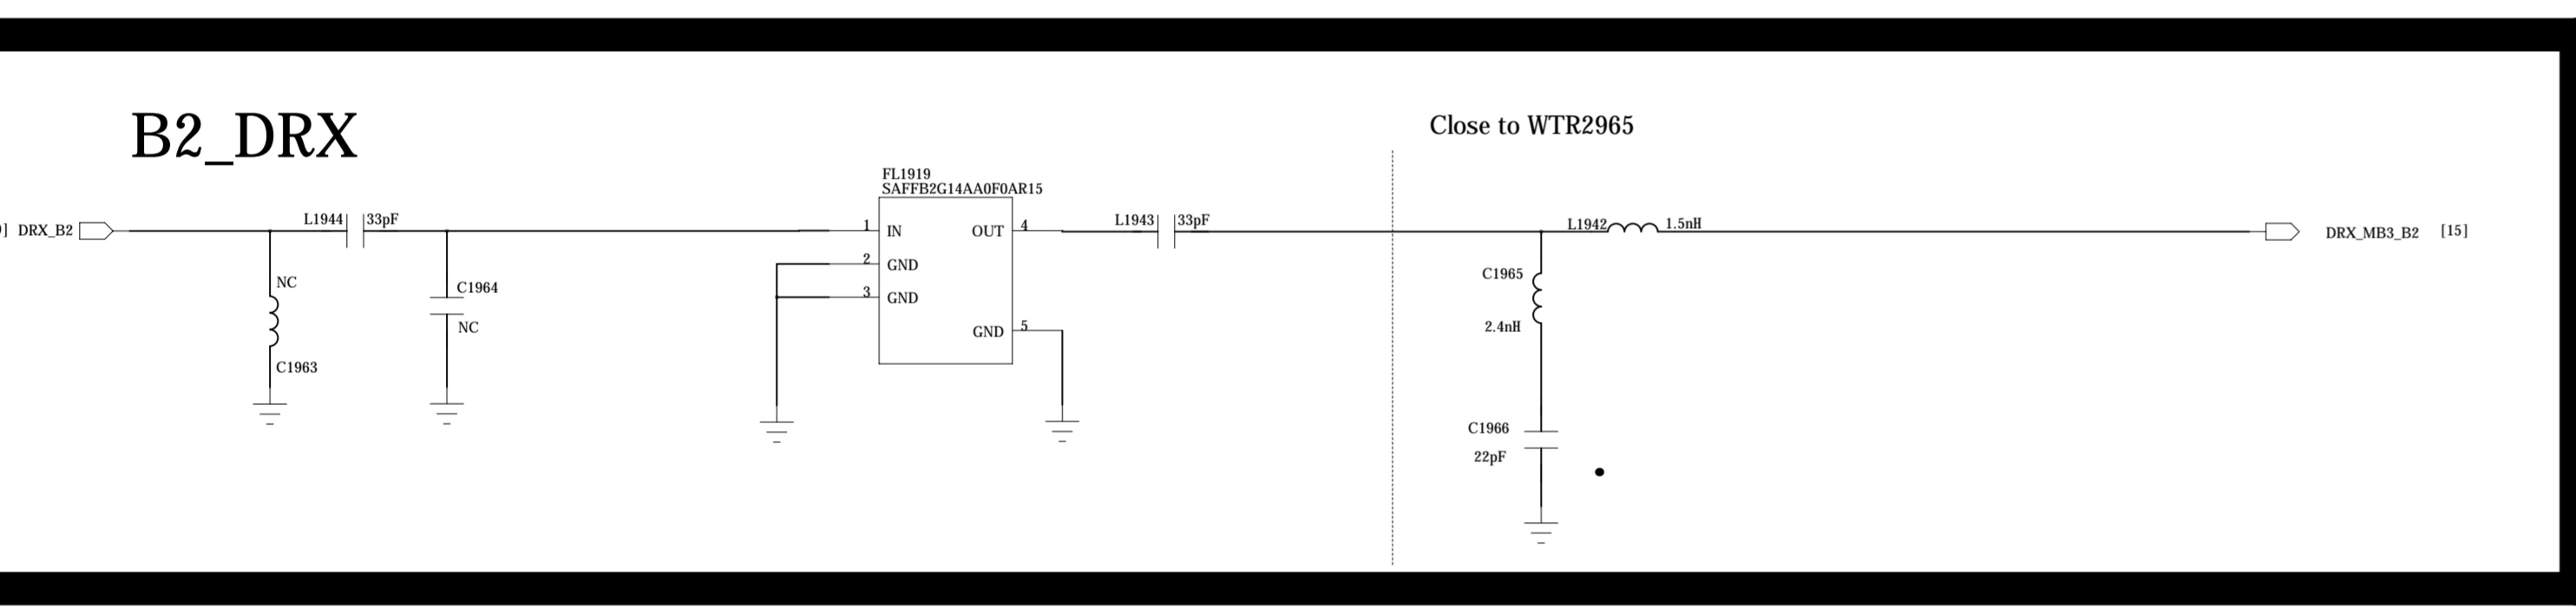 B2_DRX
Close to WTR2965
FL1919
SAFFB2G14AA0F0AR15
] DRX_B2
L1944
33pF
1
IN
OUT
4
L1943
33pF
L1942
1.5nH
DRX_MB3_B2
[15]
2
GND
NC
C1964
3
GND
C1965
NC
GND
5
2.4nH
C1963
C1966
22pF